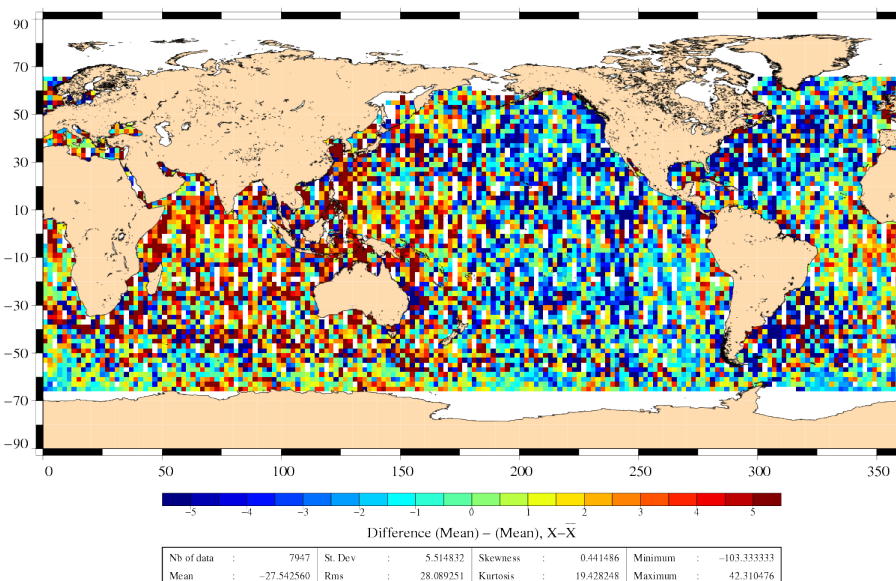 90
70
50
30
10
−10
−30
−50
−70
−90
0 50 100 150 200 250 300 350
−5 −4 −3 −2 −1 0 1 2 3 4 5
Difference (Mean) − (Mean), X−X̅
Nb of data : 7947 St. Dev : 5.514832 Skewness : 0.441486 Minimum : −103.333333
Mean : −27.542560 Rms : 28.089251 Kurtosis : 19.428248 Maximum : 42.310476